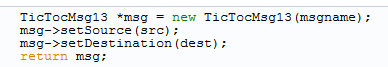 TicTocMsg13 *msg = new TicTocMsg13(msgname);
msg->setSource(src);
msg->setDestination(dest);
return msg;